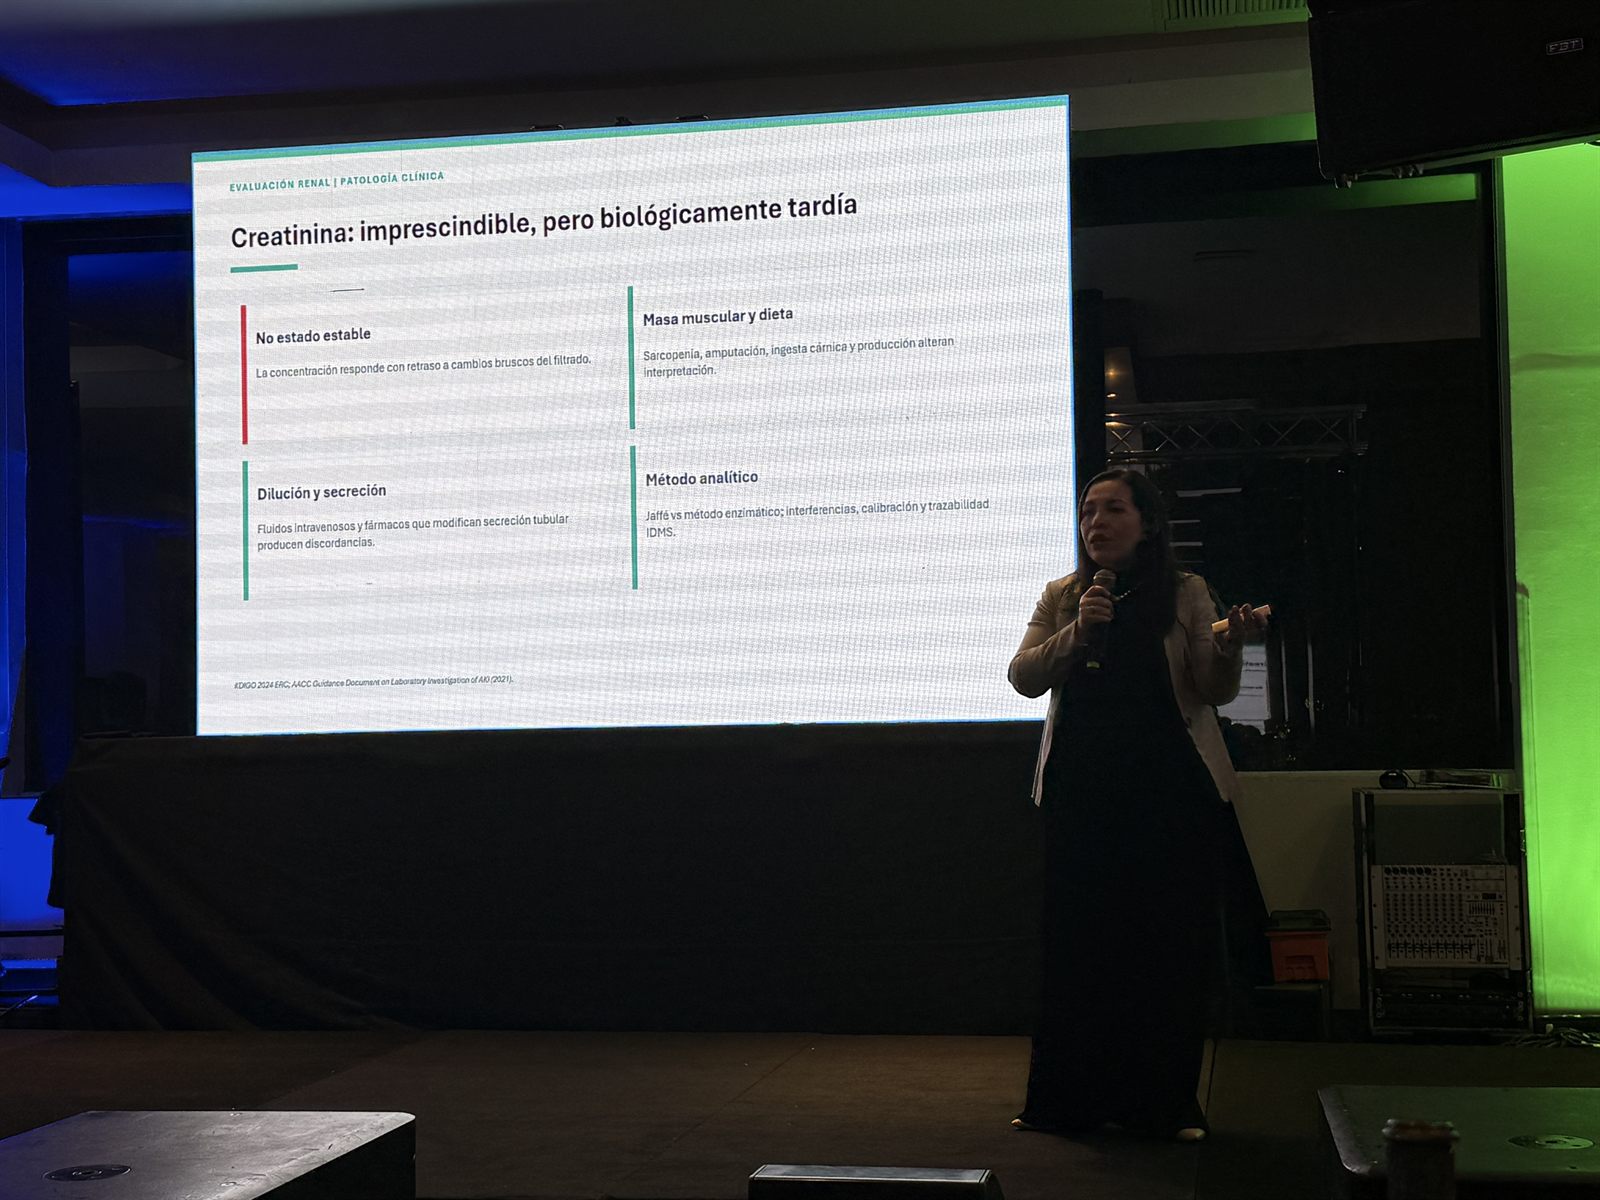 EVALUACIÓN RENAL | PATOLOGÍA CLÍNICA
Creatinina: imprescindible, pero biológicamente tardía
No estado estable
La concentración responde con retraso a cambios bruscos del filtrado.
Masa muscular y dieta
Sarcopenia, amputación, ingesta cárnica y producción alteran
interpretación.
Dilución y secreción
Fluidos intravenosos y fármacos que modifican secreción tubular
producen discordancias.
Método analítico
Jaffé vs método enzimático; interferencias, calibración y trazabilidad
IDMS.
KDIGO 2024 ERC; AACC Guidance Document on Laboratory Investigation of AKI (2021).
FBT